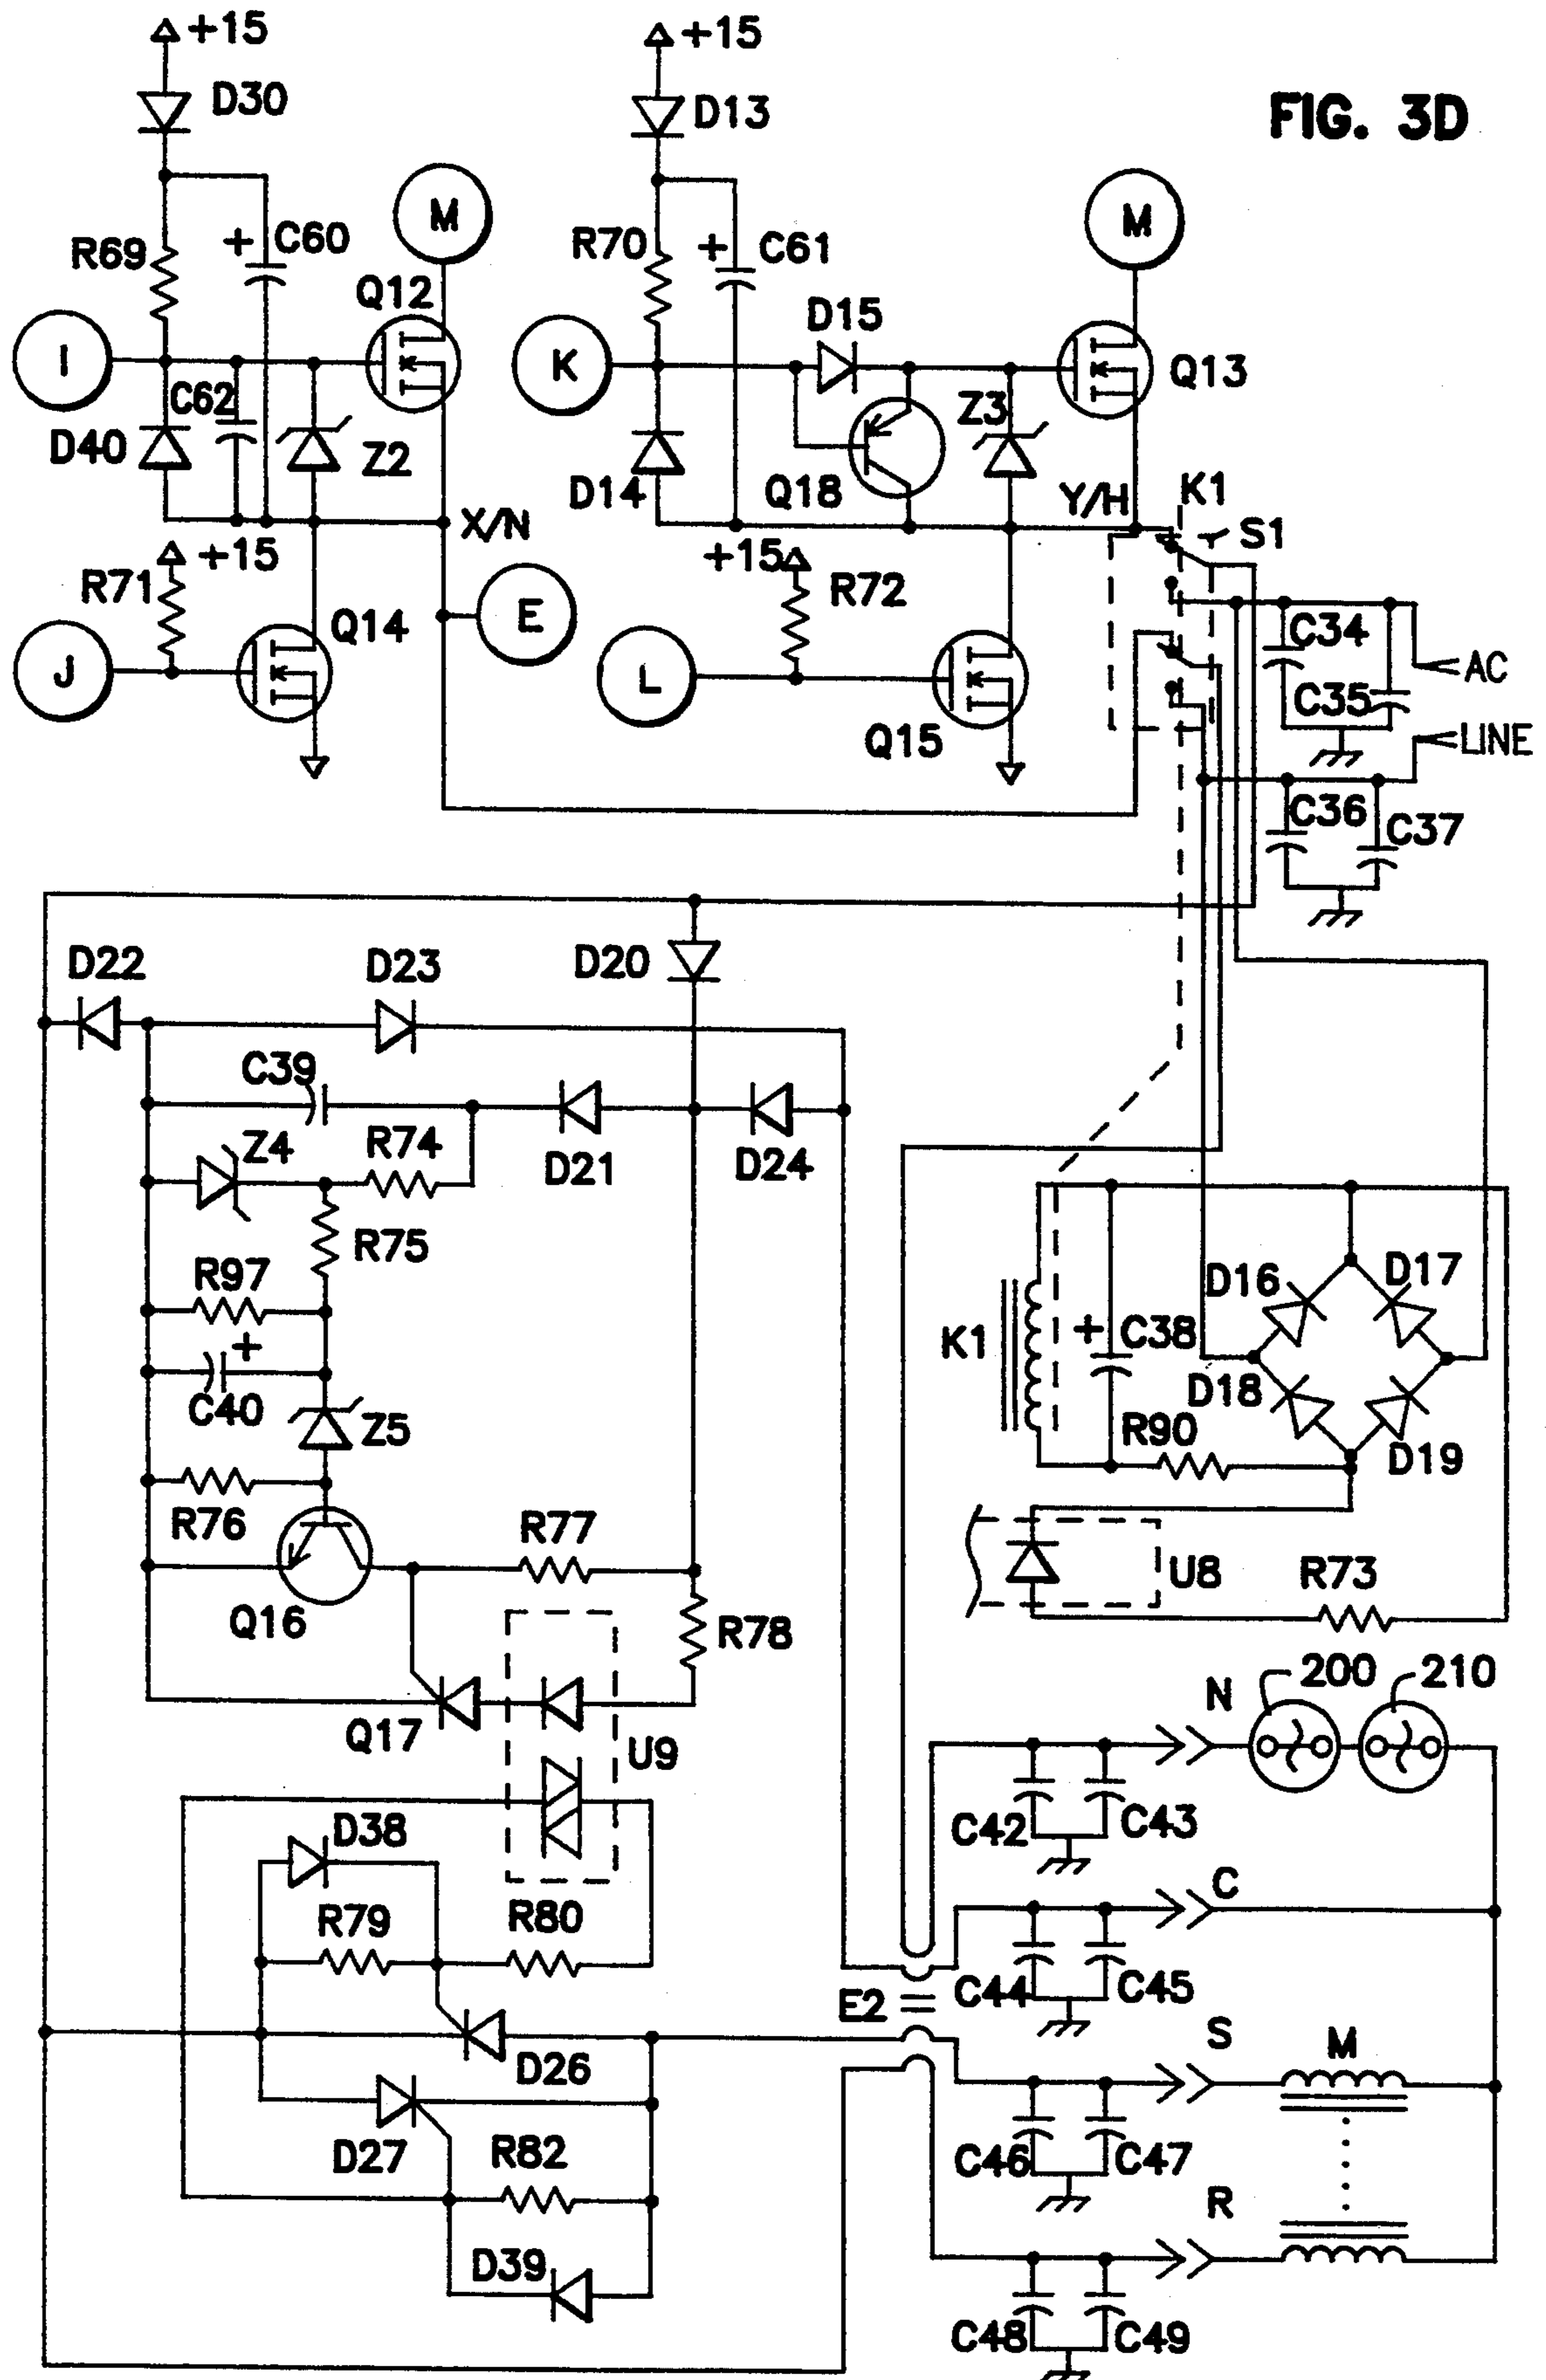 +15
+15
D30
D13
FIG. 3D
M
M
R69
+
C60
R70
+
C61
Q12
D15
I
K
Q13
C62
Z3
D40
Z2
D14
Q18
Y/H
K1
X/N
S1
+15
+15
R71
R72
E
Q14
C34
J
L
AC
C35
Q15
LINE
C36
C37
D22
D23
D20
C39
Z4
R74
D21
D24
R75
R97
D16
D17
+
K1
+
C38
C40
Z5
D18
R90
D19
R76
R77
U8
R73
Q16
R78
N
200
210
Q17
U9
D38
C42
C43
C
R79
R80
C44
C45
E2
S
M
D26
D27
R82
C46
C47
R
D39
C48
C49